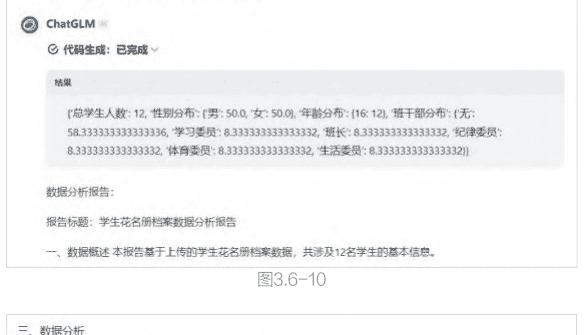 ChatGLM
代码生成：已完成
结果
{'总学生人数': 12, '性别分布': {'男': 50.0, '女': 50.0}, '年龄分布': {16: 12}, '班干部分布': {'无':
58.333333333333336, '学习委员': 8.333333333333332, '班长': 8.333333333333332, '纪律委员':
8.333333333333332, '体育委员': 8.333333333333332, '生活委员': 8.333333333333332}}
数据分析报告：
报告标题：学生花名册档案数据分析报告
一、数据概述 本报告基于上传的学生花名册档案数据，共涉及12名学生的基本信息。
图3.6-10
三、数据分析